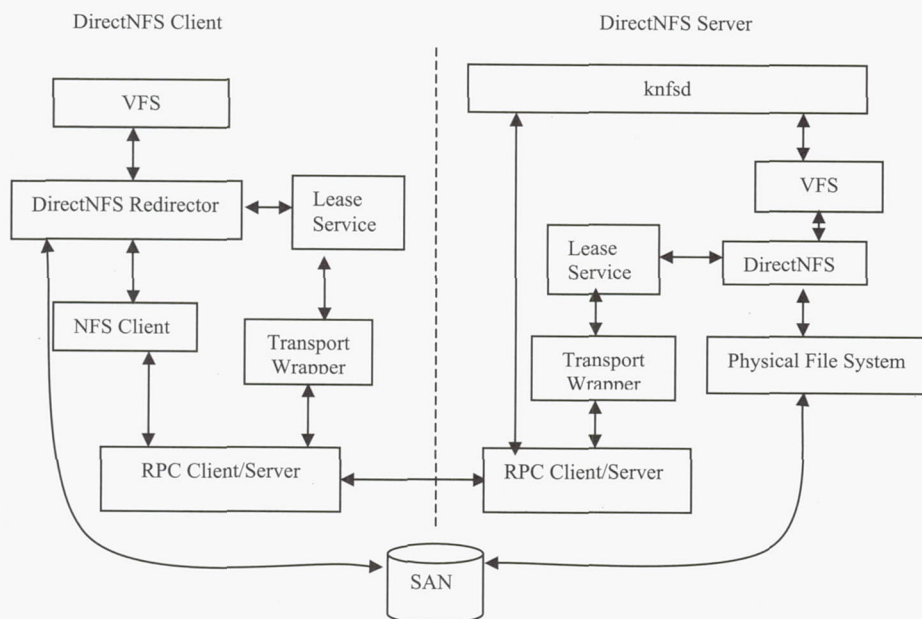 DirectNFS Client
DirectNFS Server
VFS
knfsd
DirectNFS Redirector
Lease
Service
VFS
Lease
Service
DirectNFS
NFS Client
Transport
Wrapper
Transport
Wrapper
Physical File System
RPC Client/Server
RPC Client/Server
SAN